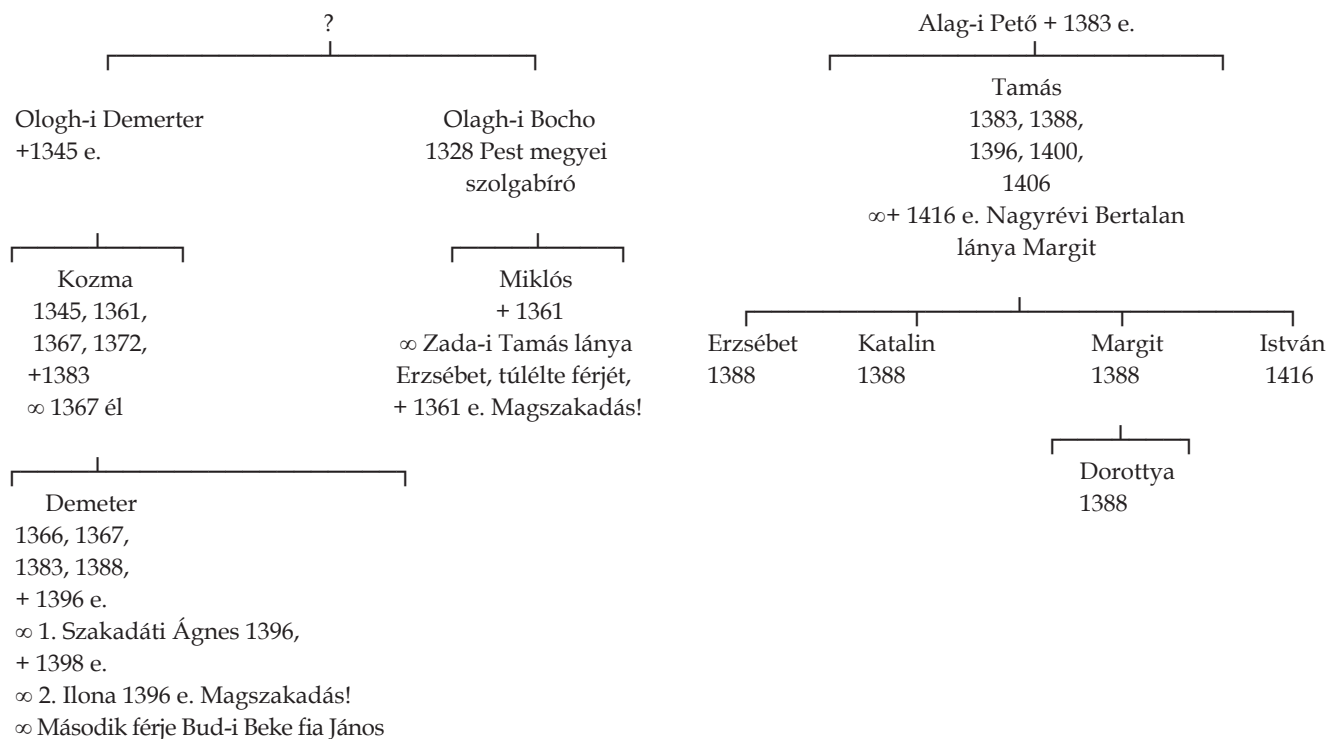 ?
Ologh-i Demerter
+1345 e.
Olagh-i Bocho
1328 Pest megyei
szolgabíró
Kozma
1345, 1361,
1367, 1372,
+1383
∞ 1367 él
Miklós
+ 1361
∞ Zada-i Tamás lánya
Erzsébet, túlélte férjét,
+ 1361 e. Magszakadás!
Demeter
1366, 1367,
1383, 1388,
+ 1396 e.
∞ 1. Szakadáti Ágnes 1396,
+ 1398 e.
∞ 2. Ilona 1396 e. Magszakadás!
∞ Második férje Bud-i Beke fia János
Alag-i Pető + 1383 e.
Tamás
1383, 1388,
1396, 1400,
1406
∞+ 1416 e. Nagyrévi Bertalan
lánya Margit
Erzsébet
1388
Katalin
1388
Margit
1388
István
1416
Dorottya
1388